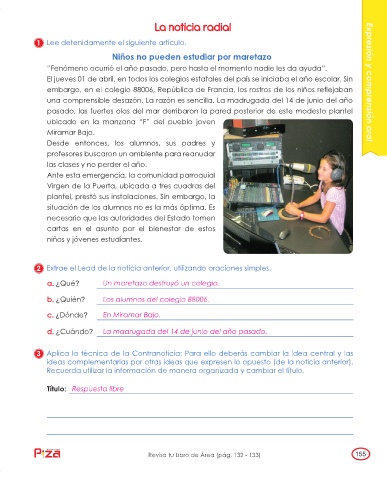 La noticia radial
Expresión y comprensión oral
1 Lee detenidamente el siguiente artículo.
Niños no pueden estudiar por maretazo
“Fenómeno ocurrió el año pasado, pero hasta el momento nadie les da ayuda”.
El jueves 01 de abril, en todos los colegios estatales del país se iniciaba el año escolar. Sin
embargo, en el colegio 88006, República de Francia, los rostros de los niños reflejaban
una comprensible desazón. La razón es sencilla. La madrugada del 14 de junio del año
pasado, las fuertes olas del mar derribaron la pared posterior de este modesto plantel
ubicado en la manzana “F” del pueblo joven
Miramar Bajo.
Desde entonces, los alumnos, sus padres y
profesores buscaron un ambiente para reanudar
las clases y no perder el año.
Ante esta emergencia, la comunidad parroquial
Virgen de la Puerta, ubicada a tres cuadras del
plantel, prestó sus instalaciones. Sin embargo, la
situación de los alumnos no es la más óptima. Es
necesario que las autoridades del Estado tomen
cartas en el asunto por el bienestar de estos
niños y jóvenes estudiantes.
2 Extrae el Lead de la noticia anterior, utilizando oraciones simples.
a. ¿Qué? Un maretazo destruyó un colegio.
b. ¿Quién? Los alumnos del colegio 88006.
c. ¿Dónde? En Miramar Bajo.
d. ¿Cuándo? La madrugada del 14 de junio del año pasado.
3 Aplica la técnica de la Contranoticia: Para ello deberás cambiar la idea central y las
ideas complementarias por otras ideas que expresen lo opuesto (de la noticia anterior).
Recuerda utilizar la información de manera organizada y cambiar el título.
Título: Respuesta libre
Piza
Revisa tu Libro de Área (pág. 132 - 133)
155